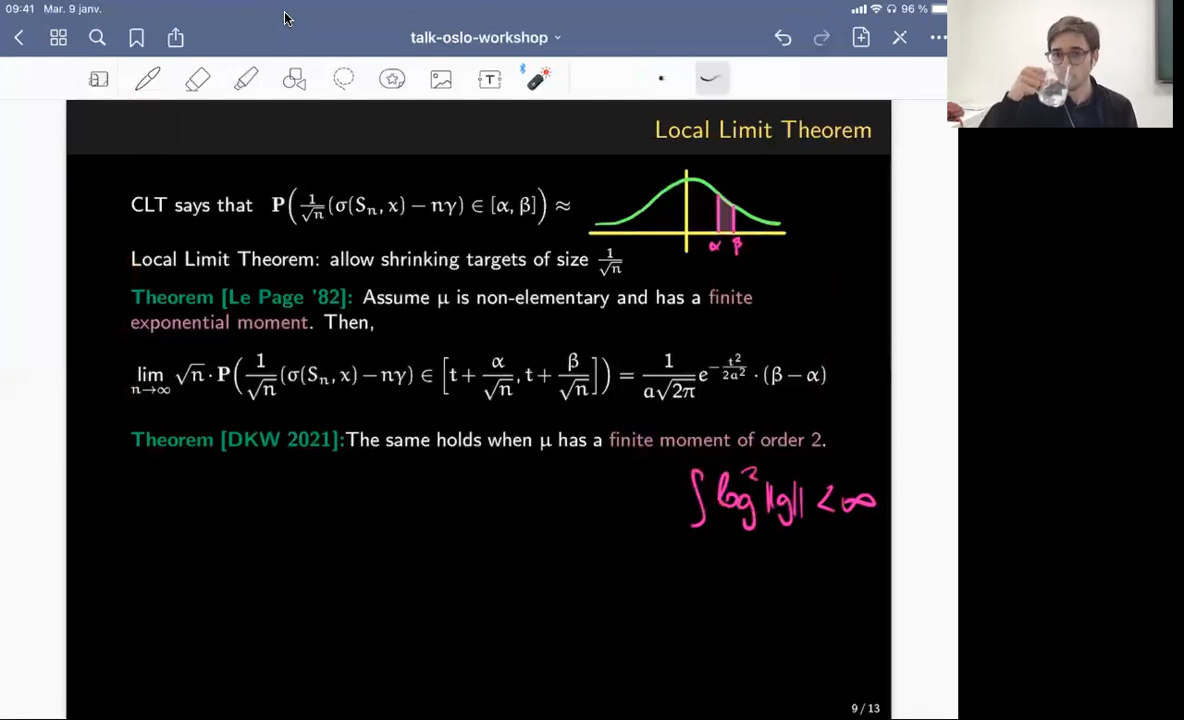 09:41 Mar. 9 janv. 96 %
talk-oslo-workshop
T
Local Limit Theorem
CLT says that P(1/√n (σ(Sₙ, x) − nγ) ∈ [α, β]) ≈
α β
Local Limit Theorem: allow shrinking targets of size 1/√n
Theorem [Le Page '82]: Assume μ is non-elementary and has a finite
exponential moment. Then,
lim n→∞ √n · P(1/√n (σ(Sₙ, x) − nγ) ∈ [t + α/√n, t + β/√n]) = 1/(a√2π) e^(−t²/2a²) · (β − α)
Theorem [DKW 2021]:The same holds when μ has a finite moment of order 2.
∫ log² ||g|| < ∞
9 / 13